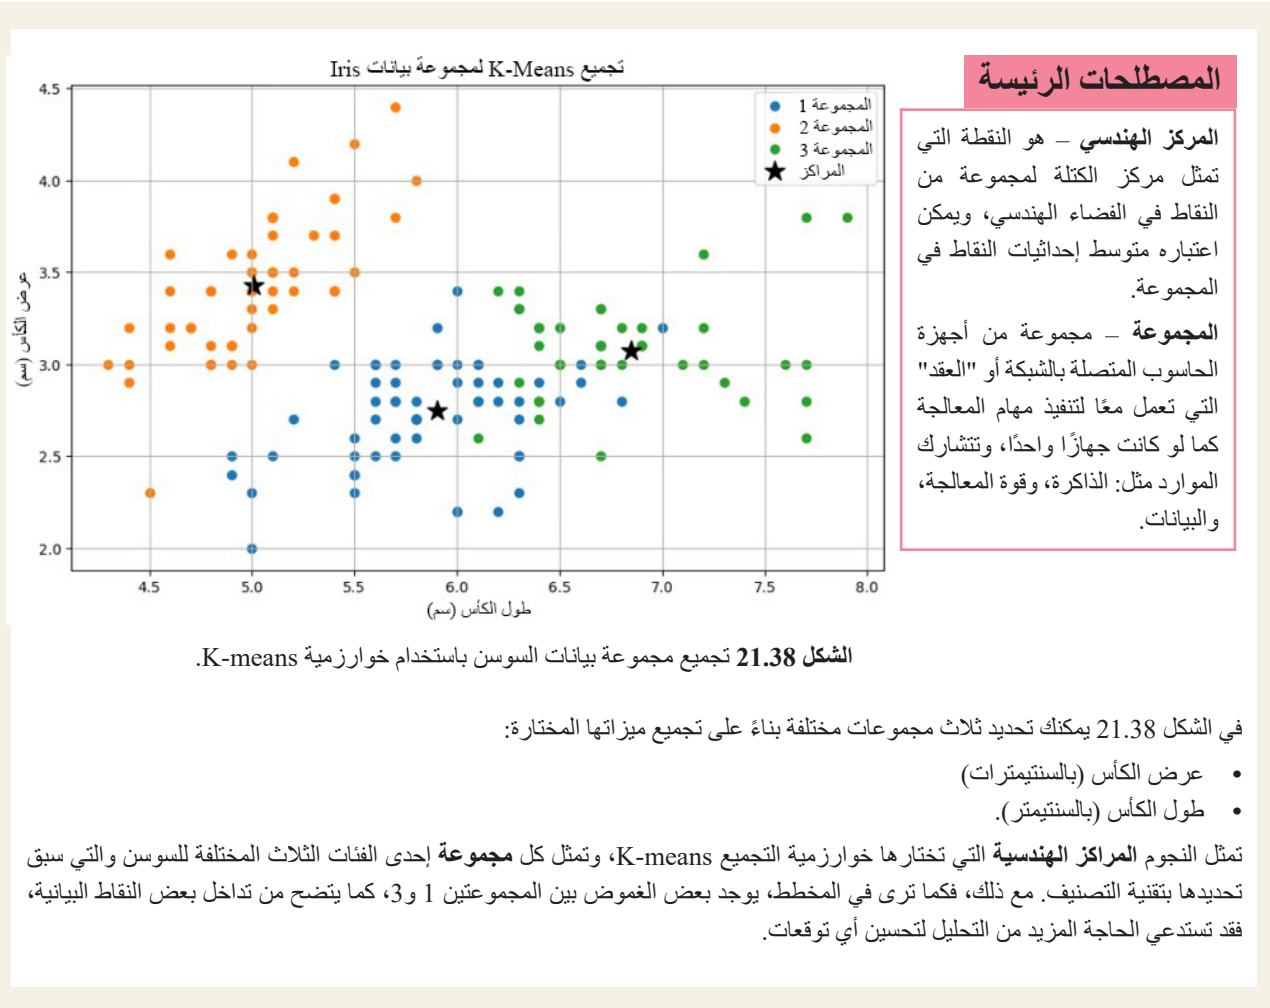 المصطلحات الرئيسة
المركز الهندسي – هو النقطة التي
تمثل مركز الكتلة لمجموعة من
النقاط في الفضاء الهندسي، ويمكن
اعتباره متوسط إحداثيات النقاط في
المجموعة.
المجموعة – مجموعة من أجهزة
الحاسوب المتصلة بالشبكة أو "العقد"
التي تعمل معًا لتنفيذ مهام المعالجة
كما لو كانت جهازًا واحدًا، وتتشارك
الموارد مثل: الذاكرة، وقوة المعالجة،
والبيانات.
تجميع K-Means لمجموعة بيانات Iris
المجموعة 1
المجموعة 2
المجموعة 3
المراكز
عرض الكأس (سم)
4.5
4.0
3.5
3.0
2.5
2.0
4.5 5.0 5.5 6.0 6.5 7.0 7.5 8.0
طول الكأس (سم)
الشكل 21.38 تجميع مجموعة بيانات السوسن باستخدام خوارزمية K-means.
في الشكل 21.38 يمكنك تحديد ثلاث مجموعات مختلفة بناءً على تجميع ميزاتها المختارة:
• عرض الكأس (بالسنتيمترات)
• طول الكأس (بالسنتيمتر).
تمثل النجوم المراكز الهندسية التي تختارها خوارزمية التجميع K-means، وتمثل كل مجموعة إحدى الفئات الثلاث المختلفة للسوسن والتي سبق
تحديدها بتقنية التصنيف. مع ذلك، فكما ترى في المخطط، يوجد بعض الغموض بين المجموعتين 1 و3، كما يتضح من تداخل بعض النقاط البيانية،
فقد تستدعي الحاجة المزيد من التحليل لتحسين أي توقعات.